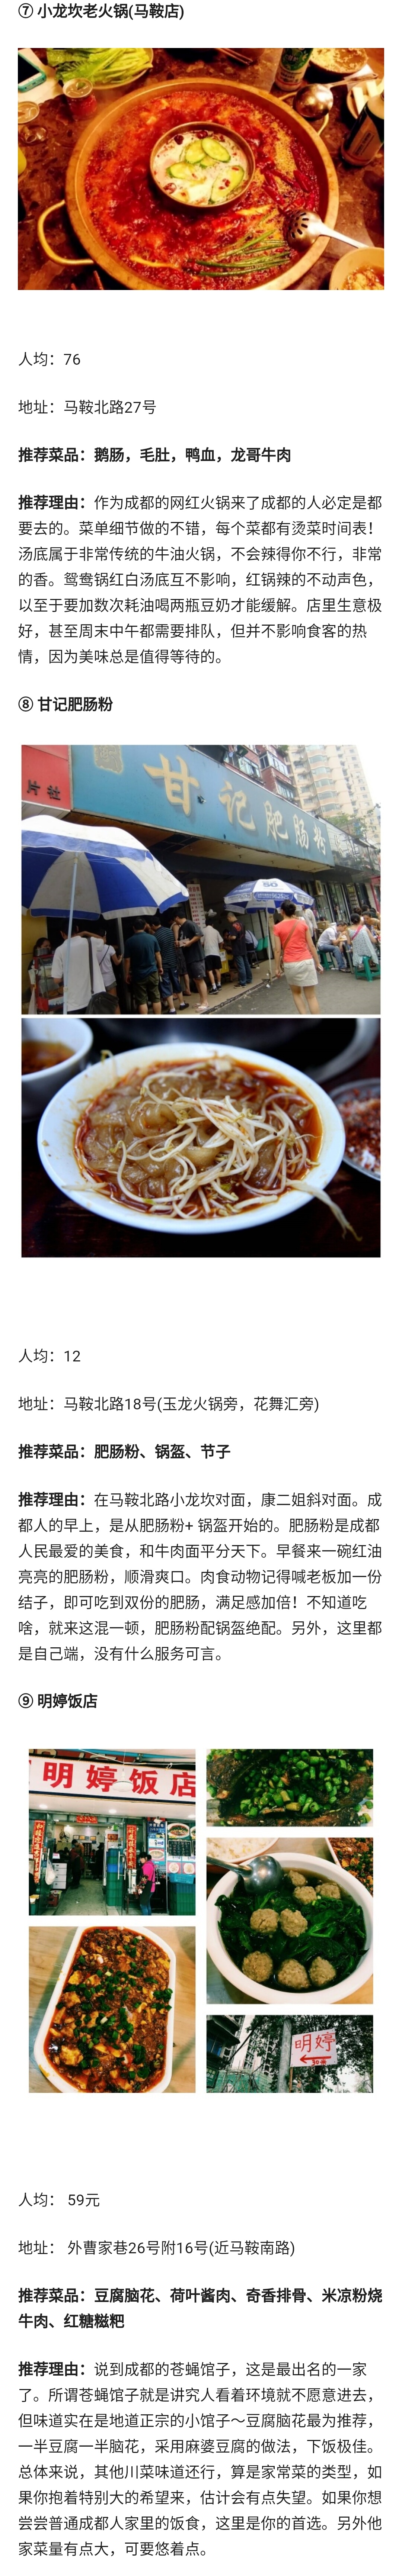 ⑦ 小龙坎老火锅(马鞍店)
人均：76
地址：马鞍北路27号
推荐菜品：鹅肠，毛肚，鸭血，龙哥牛肉
推荐理由：作为成都的网红火锅来了成都的人必定是都
要去的。菜单细节做的不错，每个菜都有烫菜时间表！
汤底属于非常传统的牛油火锅，不会辣得你不行，非常
的香。鸳鸯锅红白汤底互不影响，红锅辣的不动声色，
以至于要加数次耗油喝两瓶豆奶才能缓解。店里生意极
好，甚至周末中午都需要排队，但并不影响食客的热
情，因为美味总是值得等待的。
⑧ 甘记肥肠粉
片社
甘记肥肠粉
50
人均：12
地址：马鞍北路18号(玉龙火锅旁，花舞汇旁)
推荐菜品：肥肠粉、锅盔、节子
推荐理由：在马鞍北路小龙坎对面，康二姐斜对面。成
都人的早上，是从肥肠粉+ 锅盔开始的。肥肠粉是成都
人民最爱的美食，和牛肉面平分天下。早餐来一碗红油
亮亮的肥肠粉，顺滑爽口。肉食动物记得喊老板加一份
结子，即可吃到双份的肥肠，满足感加倍！不知道吃
啥，就来这混一顿，肥肠粉配锅盔绝配。另外，这里都
是自己端，没有什么服务可言。
⑨ 明婷饭店
明婷饭店
明婷
人均： 59元
地址： 外曹家巷26号附16号(近马鞍南路)
推荐菜品：豆腐脑花、荷叶酱肉、奇香排骨、米凉粉烧
牛肉、红糖糍粑
推荐理由：说到成都的苍蝇馆子，这是最出名的一家
了。所谓苍蝇馆子就是讲究人看着环境就不愿意进去，
但味道实在是地道正宗的小馆子～豆腐脑花最为推荐，
一半豆腐一半脑花，采用麻婆豆腐的做法，下饭极佳。
总体来说，其他川菜味道还行，算是家常菜的类型，如
果你抱着特别大的希望来，估计会有点失望。如果你想
尝尝普通成都人家里的饭食，这里是你的首选。另外他
家菜量有点大，可要悠着点。